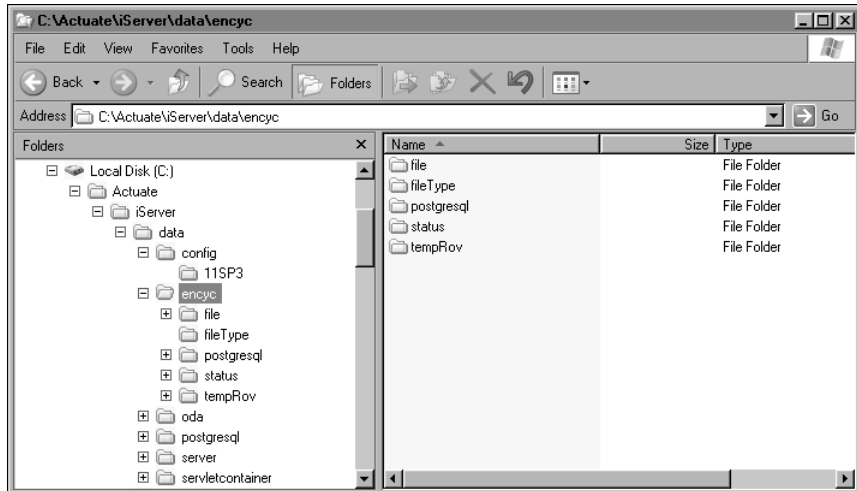 C:\Actuate\iServer\data\encyc
File Edit View Favorites Tools Help
Back Search Folders
Address C:\Actuate\iServer\data\encyc Go
Folders x
Local Disk (C:)
Actuate
iServer
data
config
11SP3
encyc
file
fileType
postgresql
status
tempRov
oda
postgresql
server
servletcontainer
Name Size Type
file File Folder
fileType File Folder
postgresql File Folder
status File Folder
tempRov File Folder